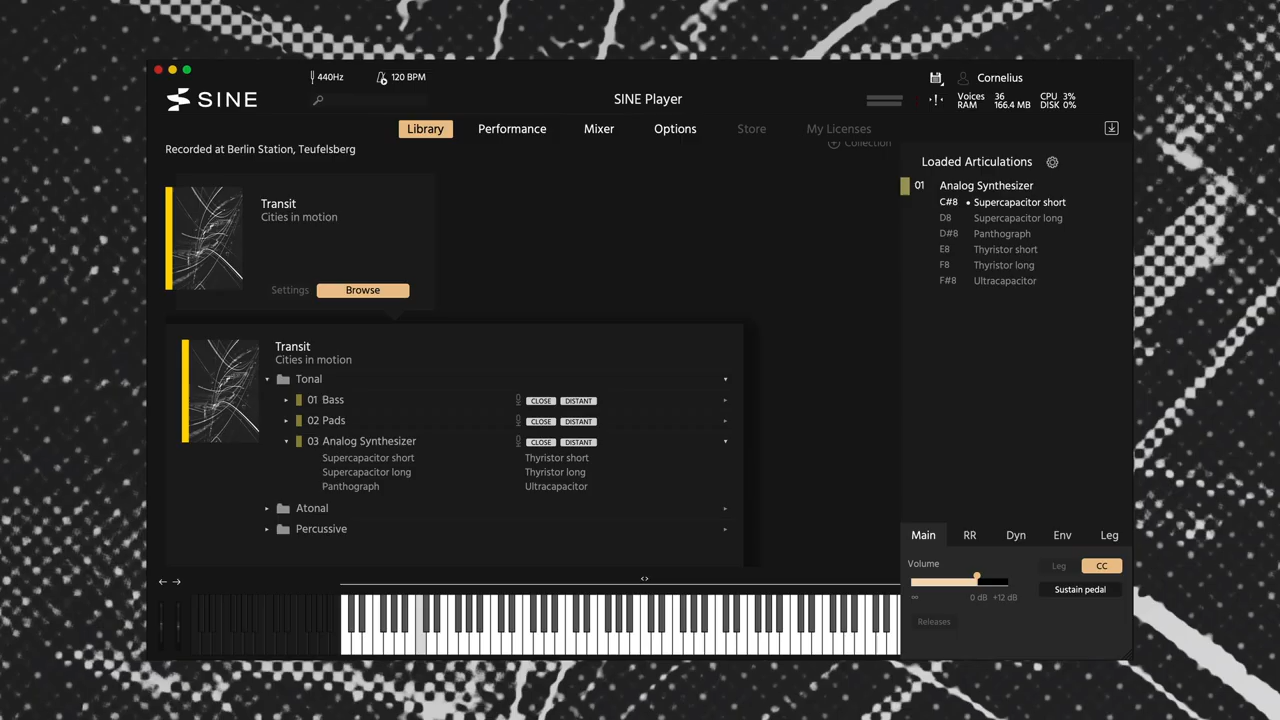 440Hz
120 BPM
Cornelius
SINE
SINE Player
Voices 36 CPU 3%
RAM 166.4 MB DISK 0%
Library Performance Mixer Options Store My Licenses
Recorded at Berlin Station, Teufelsberg
Collection
Transit
Cities in motion
Settings Browse
Transit
Cities in motion
Tonal
01 Bass CLOSE DISTANT
02 Pads CLOSE DISTANT
03 Analog Synthesizer CLOSE DISTANT
Supercapacitor short Thyristor short
Supercapacitor long Thyristor long
Panthograph Ultracapacitor
Atonal
Percussive
Loaded Articulations
01 Analog Synthesizer
C#8 • Supercapacitor short
D8 Supercapacitor long
D#8 Panthograph
E8 Thyristor short
F8 Thyristor long
F#8 Ultracapacitor
Main RR Dyn Env Leg
Volume
Leg CC
∞ 0 dB +12 dB
Sustain pedal
Releases